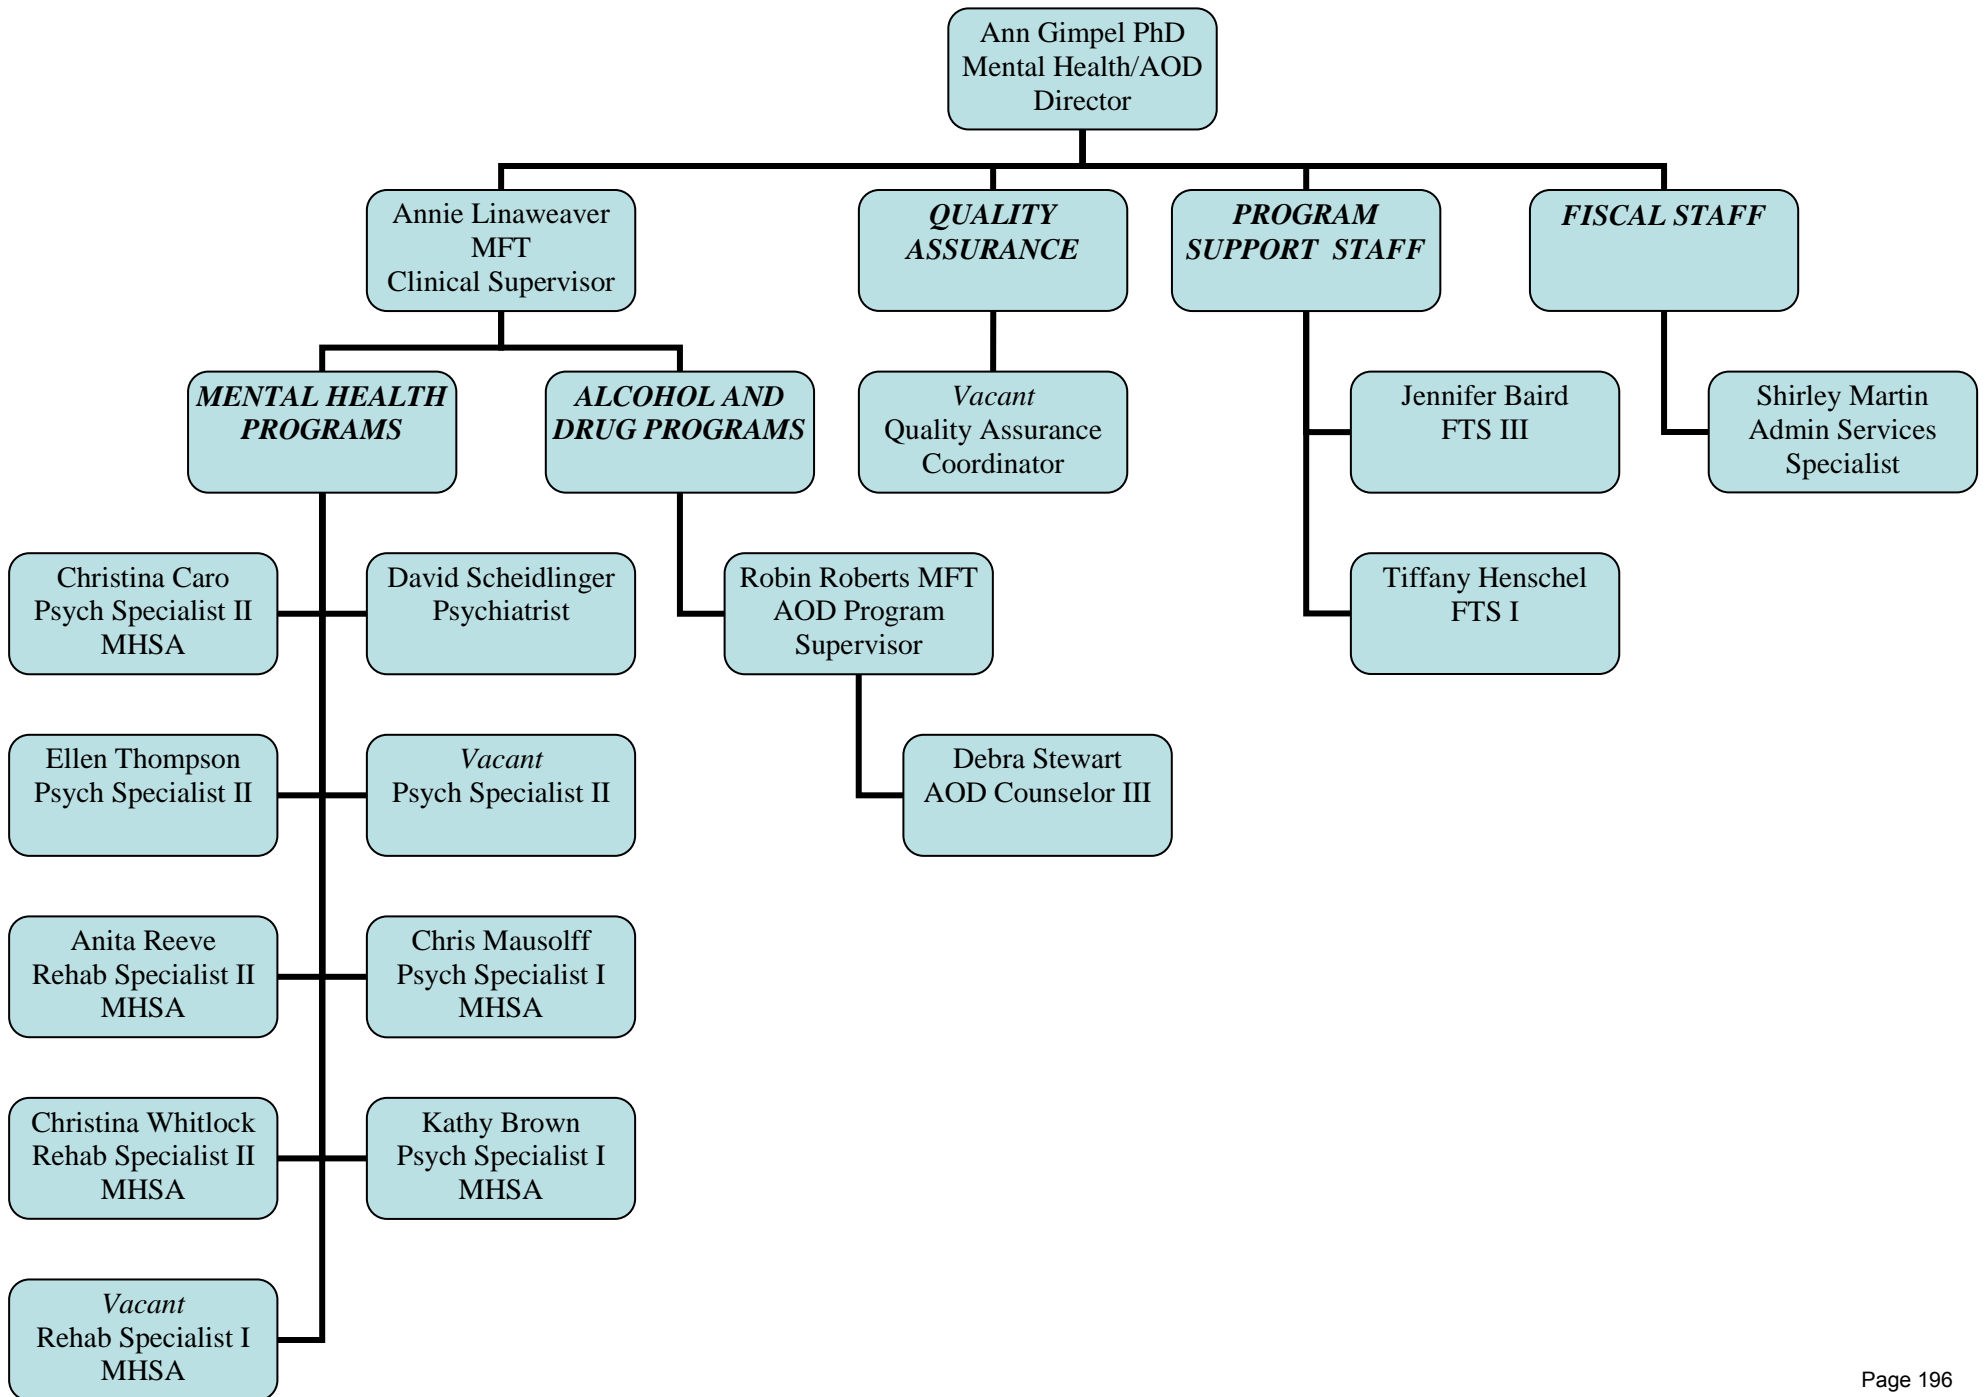 Ann Gimpel PhD
Mental Health/AOD
Director
Annie Linaweaver
MFT
Clinical Supervisor
QUALITY
ASSURANCE
PROGRAM
SUPPORT STAFF
FISCAL STAFF
MENTAL HEALTH
PROGRAMS
ALCOHOL AND
DRUG PROGRAMS
Vacant
Quality Assurance
Coordinator
Jennifer Baird
FTS III
Shirley Martin
Admin Services
Specialist
Christina Caro
Psych Specialist II
MHSA
David Scheidlinger
Psychiatrist
Robin Roberts MFT
AOD Program
Supervisor
Tiffany Henschel
FTS I
Ellen Thompson
Psych Specialist II
Vacant
Psych Specialist II
Debra Stewart
AOD Counselor III
Anita Reeve
Rehab Specialist II
MHSA
Chris Mausolff
Psych Specialist I
MHSA
Christina Whitlock
Rehab Specialist II
MHSA
Kathy Brown
Psych Specialist I
MHSA
Vacant
Rehab Specialist I
MHSA
Page 196